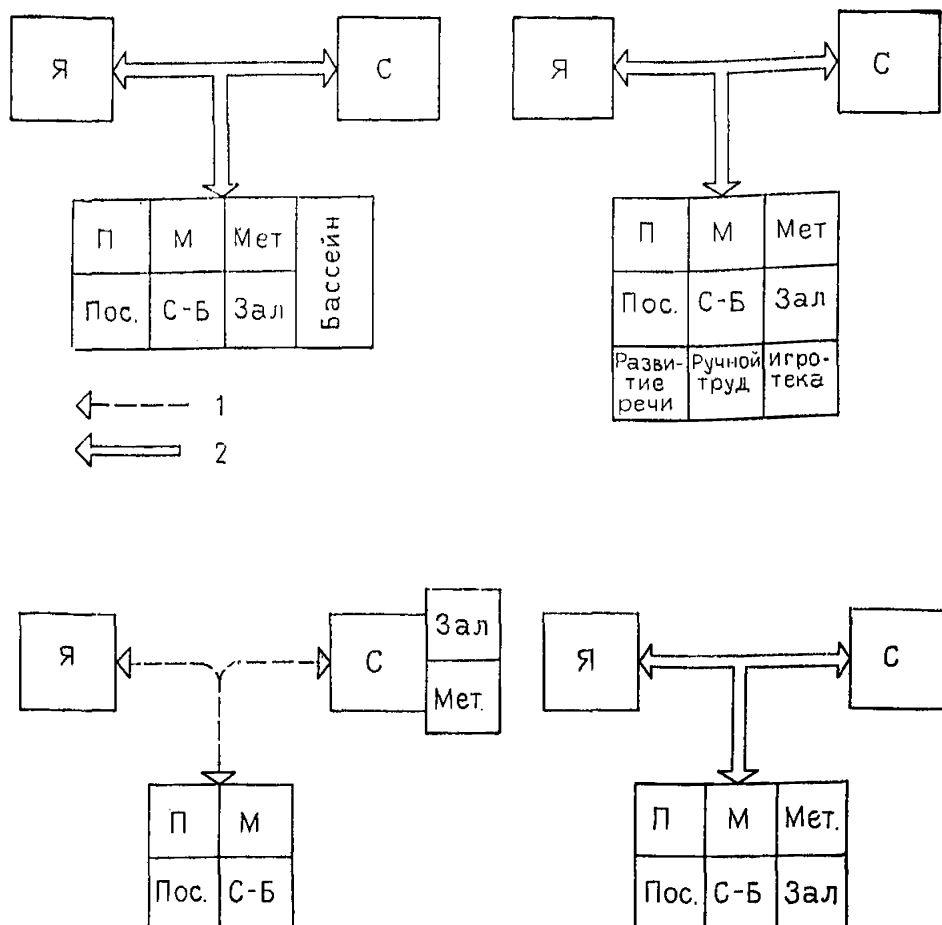 Я
С
П М Мет
Пос. С-Б Зал
Бассейн
1
2
Я
С
П М Мет
Пос. С-Б Зал
Разви-
тие
речи
Ручной
труд
игро-
тека
Я
С
Зал
Мет.
П М
Пос. С-Б
Я
С
П М Мет.
Пос. С-Б Зал